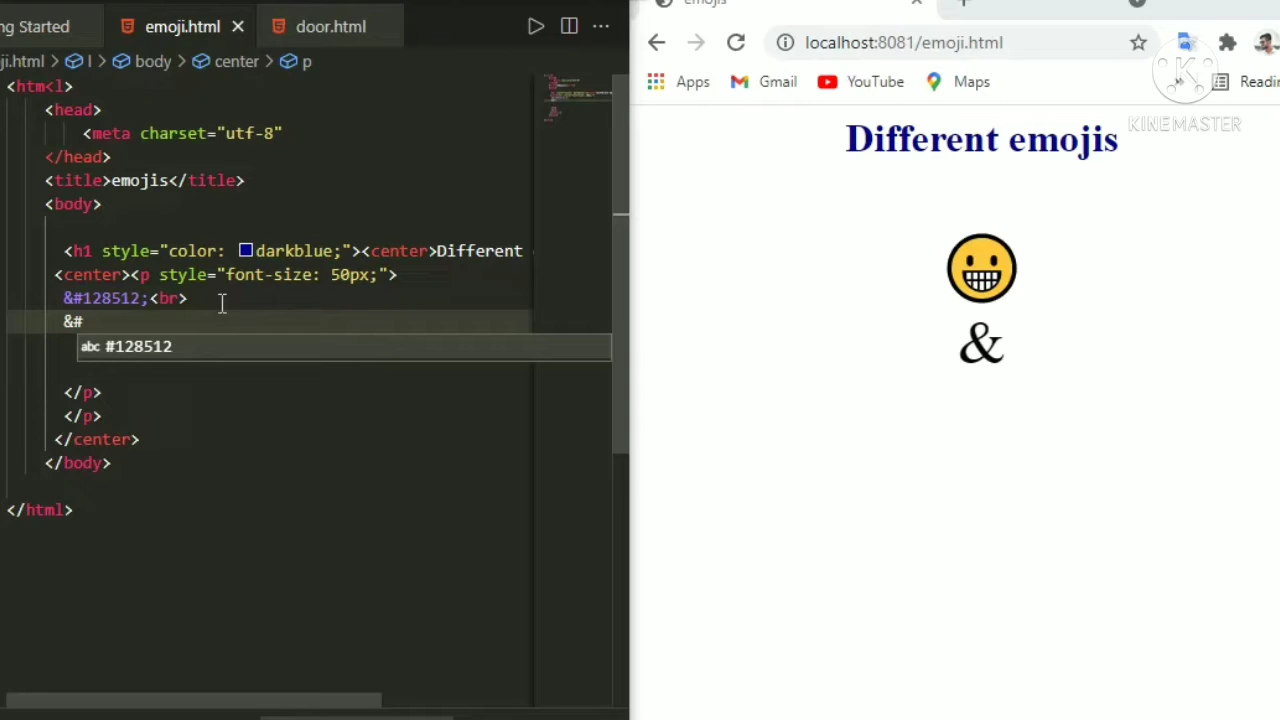 ng Started
emoji.html
door.html
ji.html > l > body > center > p
<htm<l>
<head>
<meta charset="utf-8"
</head>
<title>emojis</title>
<body>
<h1 style="color: darkblue;"><center>Different
<center><p style="font-size: 50px;">
&#128512;<br>
&#
abc #128512
</p>
</p>
</center>
</body>
</html>
emojis
localhost:8081/emoji.html
Apps
Gmail
YouTube
Maps
Readin
KINEMASTER
Different emojis
&